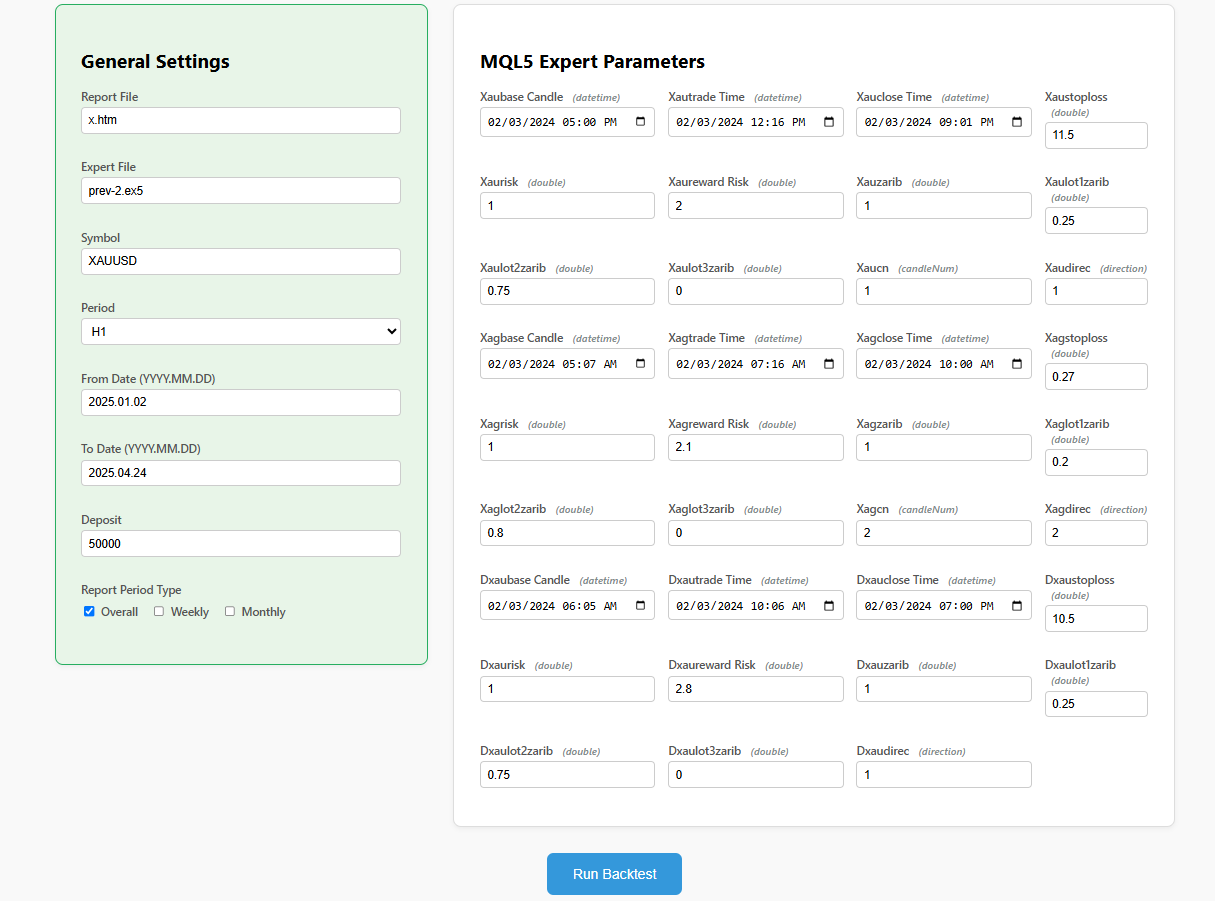 General Settings
Report File
x.htm
Expert File
prev-2.ex5
Symbol
XAUUSD
Period
H1
From Date (YYYY.MM.DD)
2025.01.02
To Date (YYYY.MM.DD)
2025.04.24
Deposit
50000
Report Period Type
Overall Weekly Monthly
MQL5 Expert Parameters
Xaubase Candle (datetime)
02/03/2024 05:00 PM
Xautrade Time (datetime)
02/03/2024 12:16 PM
Xauclose Time (datetime)
02/03/2024 09:01 PM
Xaustoploss
(double)
11.5
Xaurisk (double)
1
Xaureward Risk (double)
2
Xauzarib (double)
1
Xaulot1zarib
(double)
0.25
Xaulot2zarib (double)
0.75
Xaulot3zarib (double)
0
Xaucn (candleNum)
1
Xaudirec (direction)
1
Xagbase Candle (datetime)
02/03/2024 05:07 AM
Xagtrade Time (datetime)
02/03/2024 07:16 AM
Xagclose Time (datetime)
02/03/2024 10:00 AM
Xagstoploss
(double)
0.27
Xagrisk (double)
1
Xagreward Risk (double)
2.1
Xagzarib (double)
1
Xaglot1zarib
(double)
0.2
Xaglot2zarib (double)
0.8
Xaglot3zarib (double)
0
Xagcn (candleNum)
2
Xagdirec (direction)
2
Dxaubase Candle (datetime)
02/03/2024 06:05 AM
Dxautrade Time (datetime)
02/03/2024 10:06 AM
Dxauclose Time (datetime)
02/03/2024 07:00 PM
Dxaustoploss
(double)
10.5
Dxaurisk (double)
1
Dxaureward Risk (double)
2.8
Dxauzarib (double)
1
Dxaulot1zarib
(double)
0.25
Dxaulot2zarib (double)
0.75
Dxaulot3zarib (double)
0
Dxaudirec (direction)
1
Run Backtest